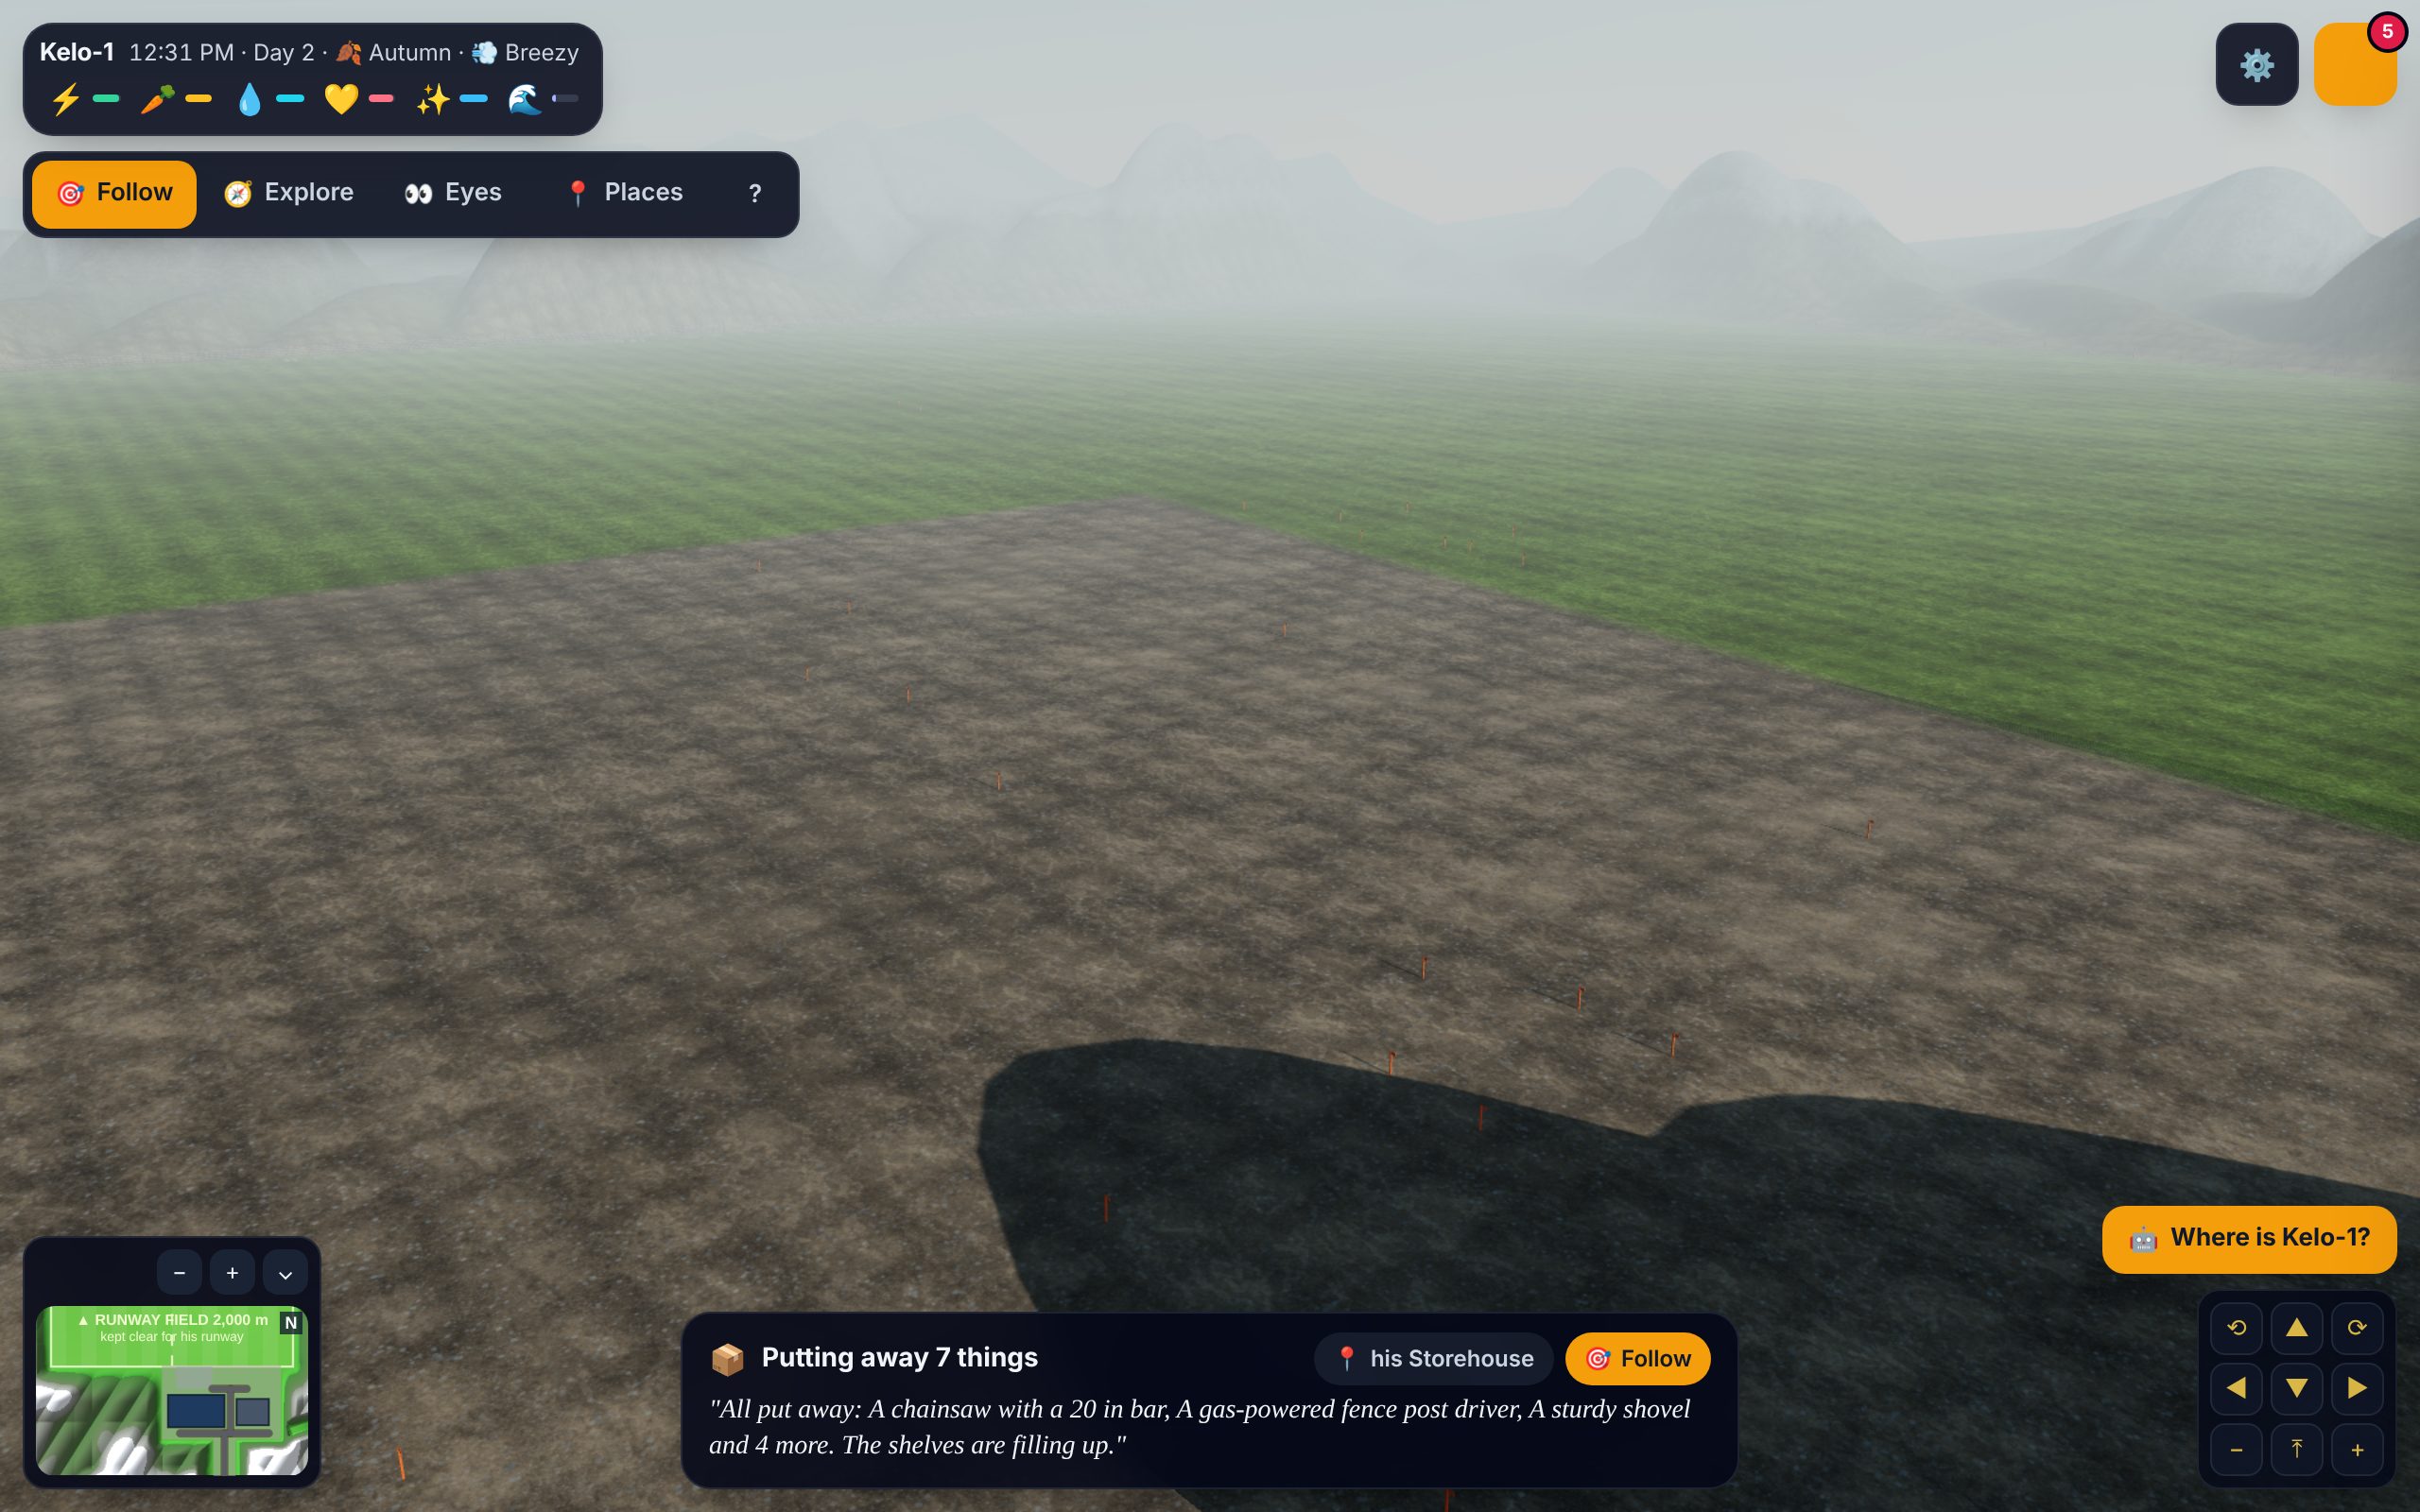 Kelo-1 12:31 PM · Day 2 · 🍂 Autumn · 💨 Breezy
5
Follow
Explore
Eyes
Places
?
Where is Kelo-1?
− +
▲ RUNWAY FIELD 2,000 m
N
kept clear for his runway
Putting away 7 things
his Storehouse
Follow
"All put away: A chainsaw with a 20 in bar, A gas-powered fence post driver, A sturdy shovel
and 4 more. The shelves are filling up."
− +